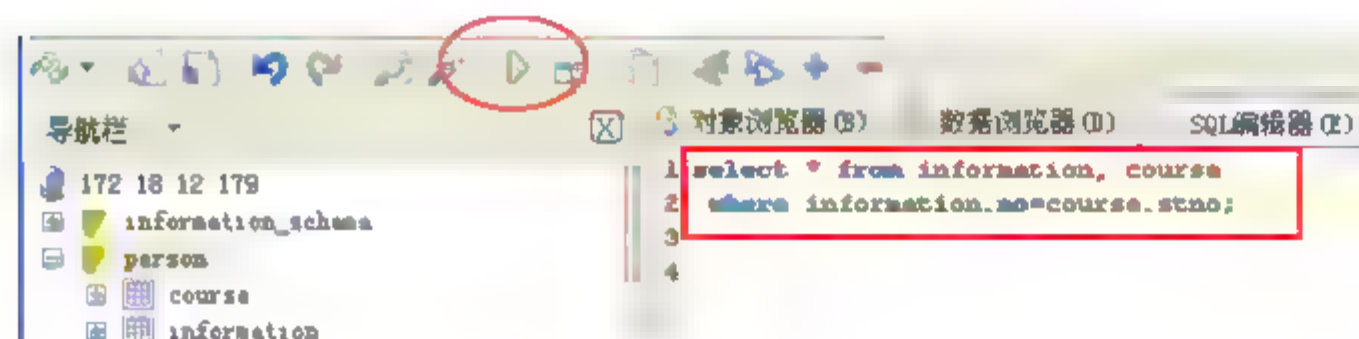 导航栏
对象浏览器(B) 数据浏览器(D) SQL编辑器(E)
172 18 12 179
information_schema
person
course
information
1 select * from information, course
2 where information.no=course.stno;
3
4